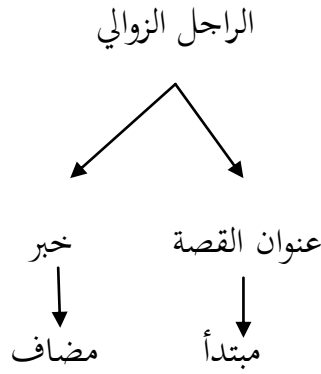 الراجل الزوالي
عنوان القصة خبر
مبتدأ مضاف